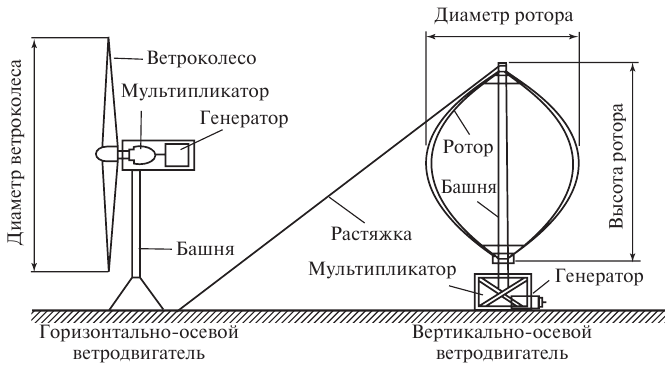 Диаметр ротора
Ветроколесо
Мультипликатор
Генератор
Диаметр ветроколеса
Ротор
Башня
Высота ротора
Башня
Растяжка
Мультипликатор
Генератор
Горизонтально-осевой
ветродвигатель
Вертикально-осевой
ветродвигатель